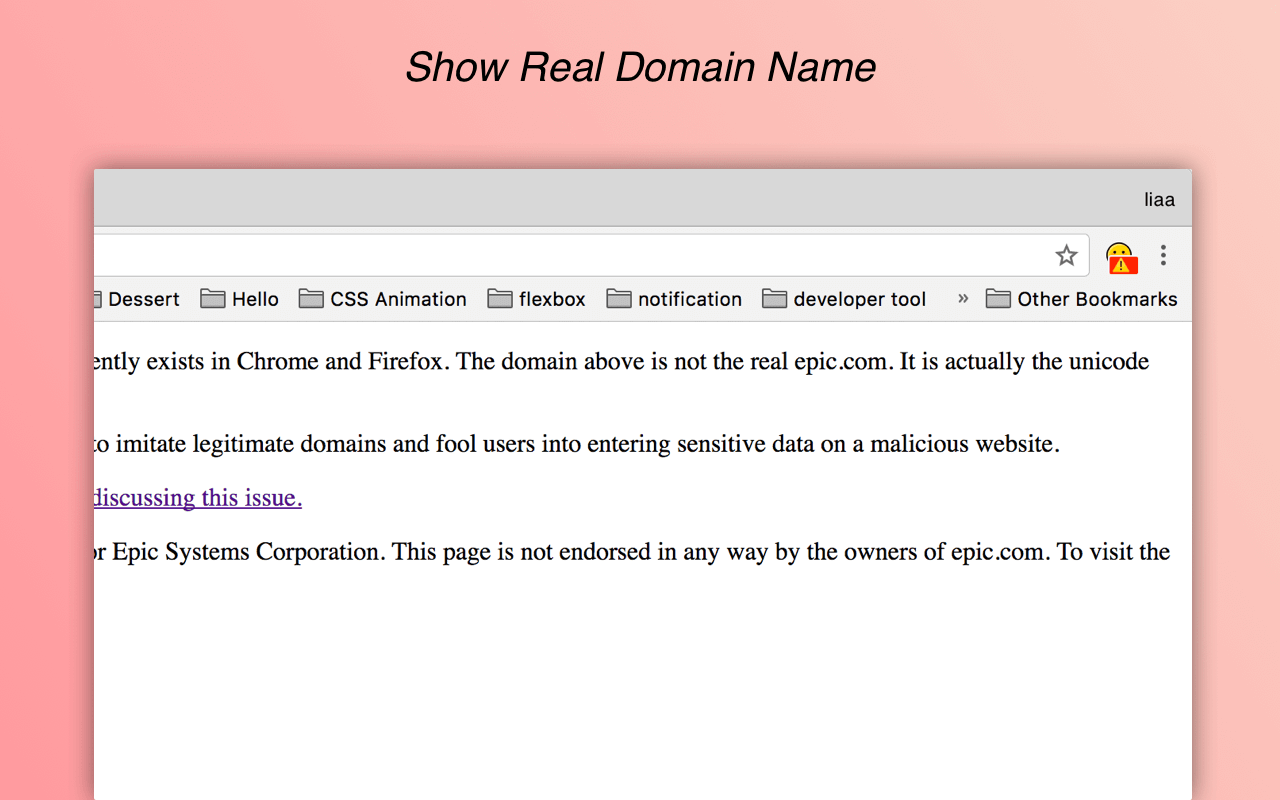 Show Real Domain Name
liaa
Dessert Hello CSS Animation flexbox notification developer tool » Other Bookmarks
ently exists in Chrome and Firefox. The domain above is not the real epic.com. It is actually the unicode
to imitate legitimate domains and fool users into entering sensitive data on a malicious website.
discussing this issue.
or Epic Systems Corporation. This page is not endorsed in any way by the owners of epic.com. To visit the